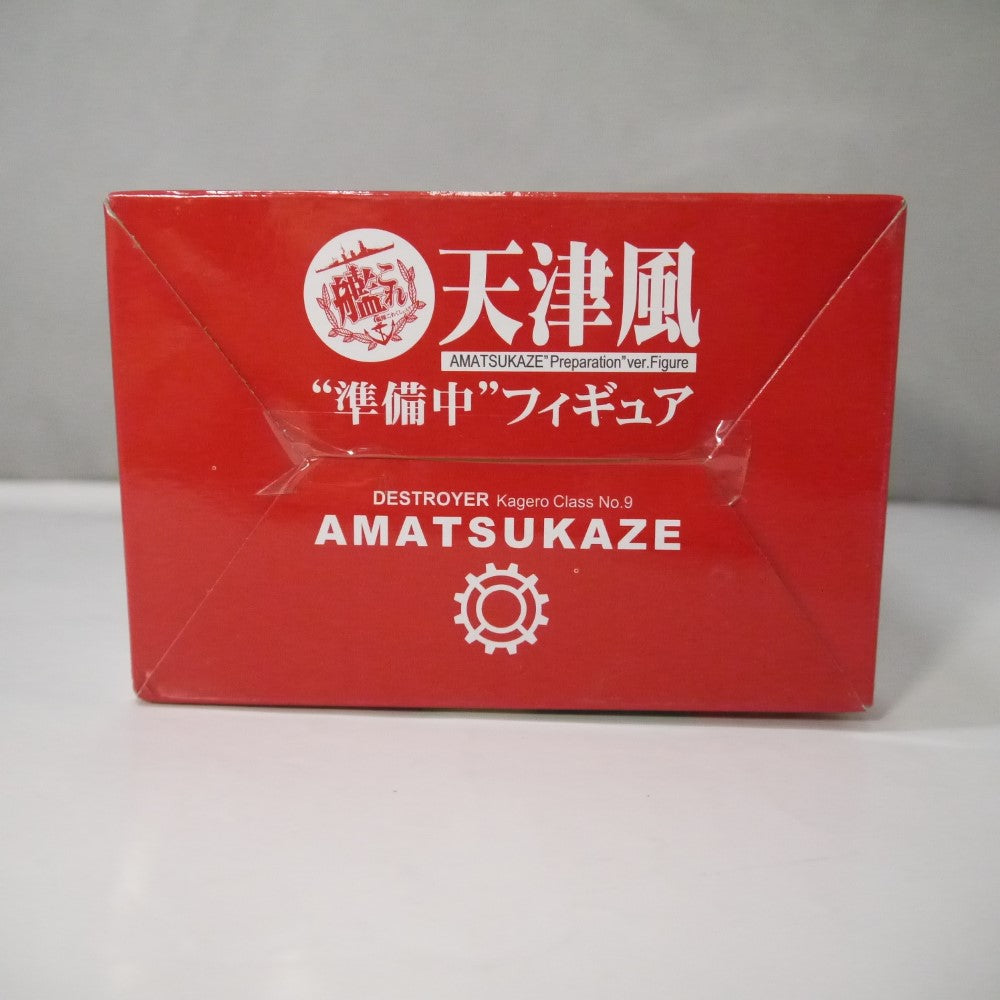 艦これ
天津風
AMATSUKAZE"Preparation"ver.Figure
“準備中”フィギュア
DESTROYER Kagero Class No.9
AMATSUKAZE